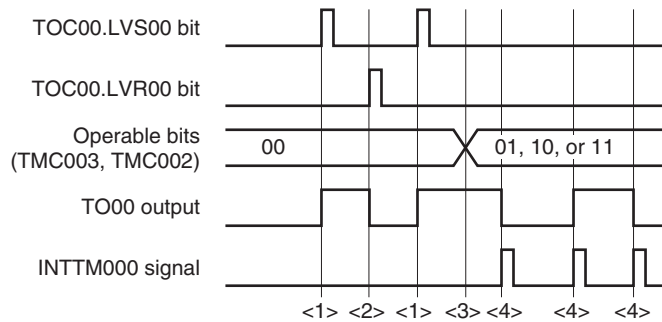 TOC00.LVS00 bit
TOC00.LVR00 bit
Operable bits
(TMC003, TMC002)
00
01, 10, or 11
TO00 output
INTTM000 signal
<1> <2> <1> <3> <4> <4> <4>